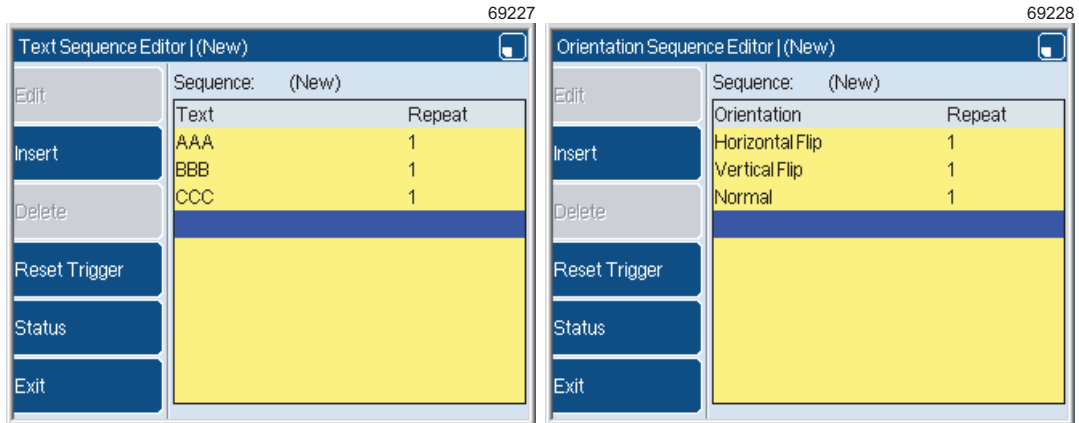 69227
Text Sequence Editor | (New)
Edit
Insert
Delete
Reset Trigger
Status
Exit
Sequence: (New)
Text Repeat
AAA 1
BBB 1
CCC 1
69228
Orientation Sequence Editor | (New)
Edit
Insert
Delete
Reset Trigger
Status
Exit
Sequence: (New)
Orientation Repeat
Horizontal Flip 1
Vertical Flip 1
Normal 1